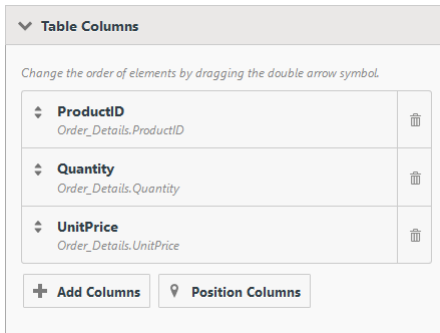 Table Columns
Change the order of elements by dragging the double arrow symbol.
ProductID
Order_Details.ProductID
Quantity
Order_Details.Quantity
UnitPrice
Order_Details.UnitPrice
Add Columns
Position Columns